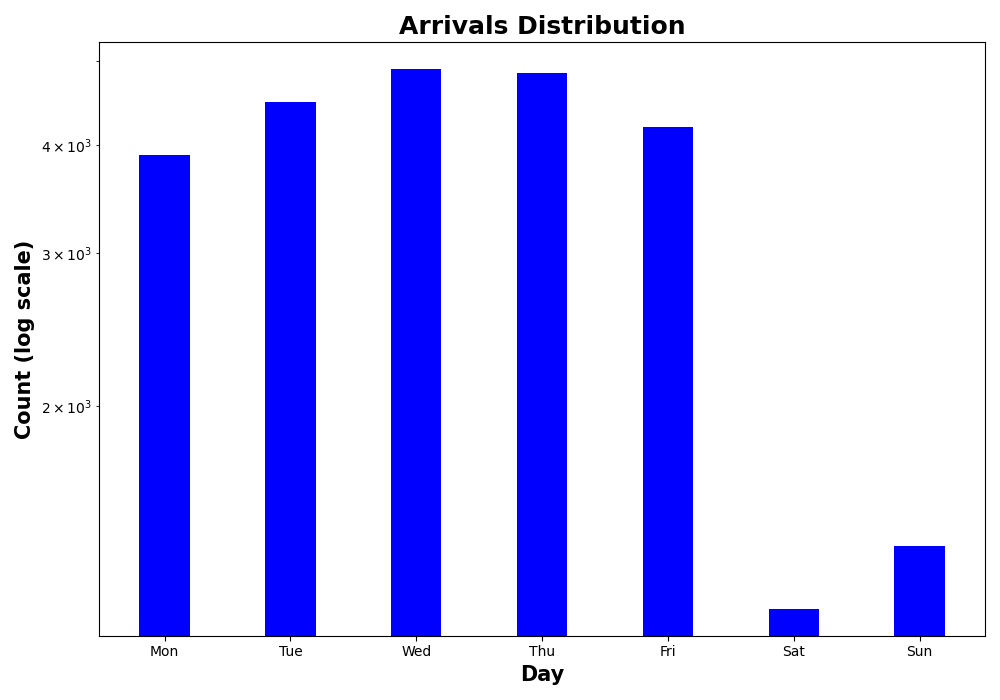 Arrivals Distribution
Count (log scale)
4 × 10³
3 × 10³
2 × 10³
Mon Tue Wed Thu Fri Sat Sun
Day